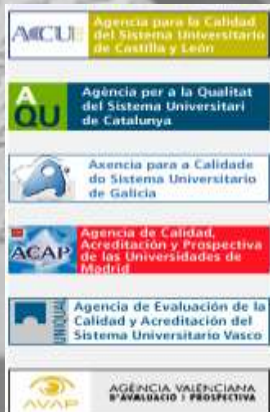 ACCUE
Agencia para la Calidad
del Sistema Universitario
de Castilla y León
AQU
Agència per a la Qualitat
del Sistema Universitari
de Catalunya
Axencia para a Calidade
do Sistema Universitario
de Galicia
ACAP
Agencia de Calidad,
Acreditación y Prospectiva
de las Universidades de
Madrid
UNIQUAL
Agencia de Evaluación de la
Calidad y Acreditación del
Sistema Universitario Vasco
AVAP
AGÈNCIA VALENCIANA
D'AVALUACIÓ I PROSPECTIVA